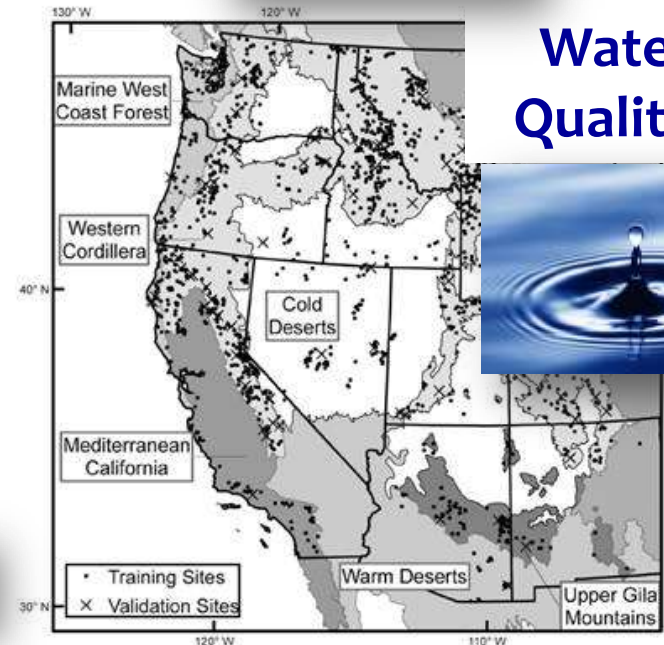 130° W
120° W
Wate
Qualit
Marine West
Coast Forest
Western
Cordillera
40° N
Cold
Deserts
Mediterranean
California
• Training Sites
× Validation Sites
Warm Deserts
Upper Gila
Mountains
30° N
120° W
110° W